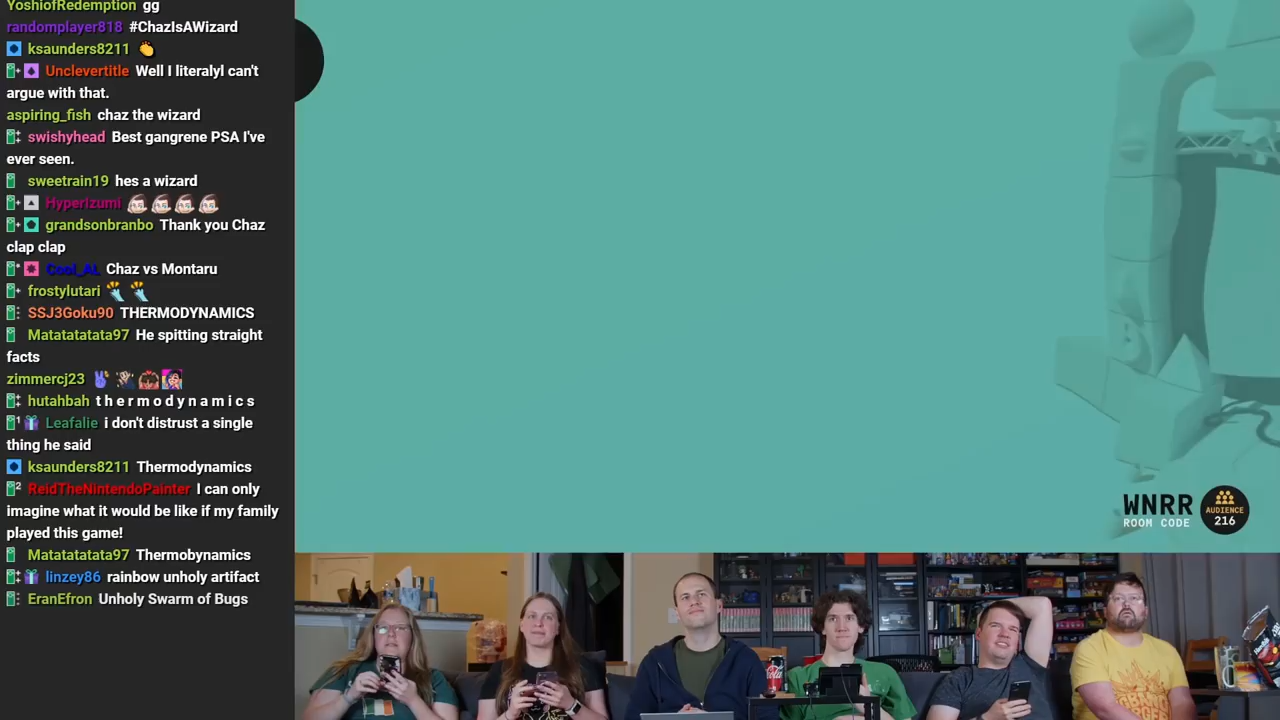 YoshiofRedemption gg
randomplayer818 #ChazIsAWizard
ksaunders8211
Unclevertitle Well I literalyl can't
argue with that.
aspiring_fish chaz the wizard
swishyhead Best gangrene PSA I've
ever seen.
sweetrain19 hes a wizard
HyperIzumi
grandsonbranbo Thank you Chaz
clap clap
Cool_AL Chaz vs Montaru
frostylutari
SSJ3Goku90 THERMODYNAMICS
Matatatatata97 He spitting straight
facts
zimmercj23
hutahbah t h e r m o d y n a m i c s
Leafalie i don't distrust a single
thing he said
ksaunders8211 Thermodynamics
ReidTheNintendoPainter I can only
imagine what it would be like if my family
played this game!
Matatatatata97 Thermobynamics
linzey86 rainbow unholy artifact
EranEfron Unholy Swarm of Bugs
WNRR
ROOM CODE
AUDIENCE
216